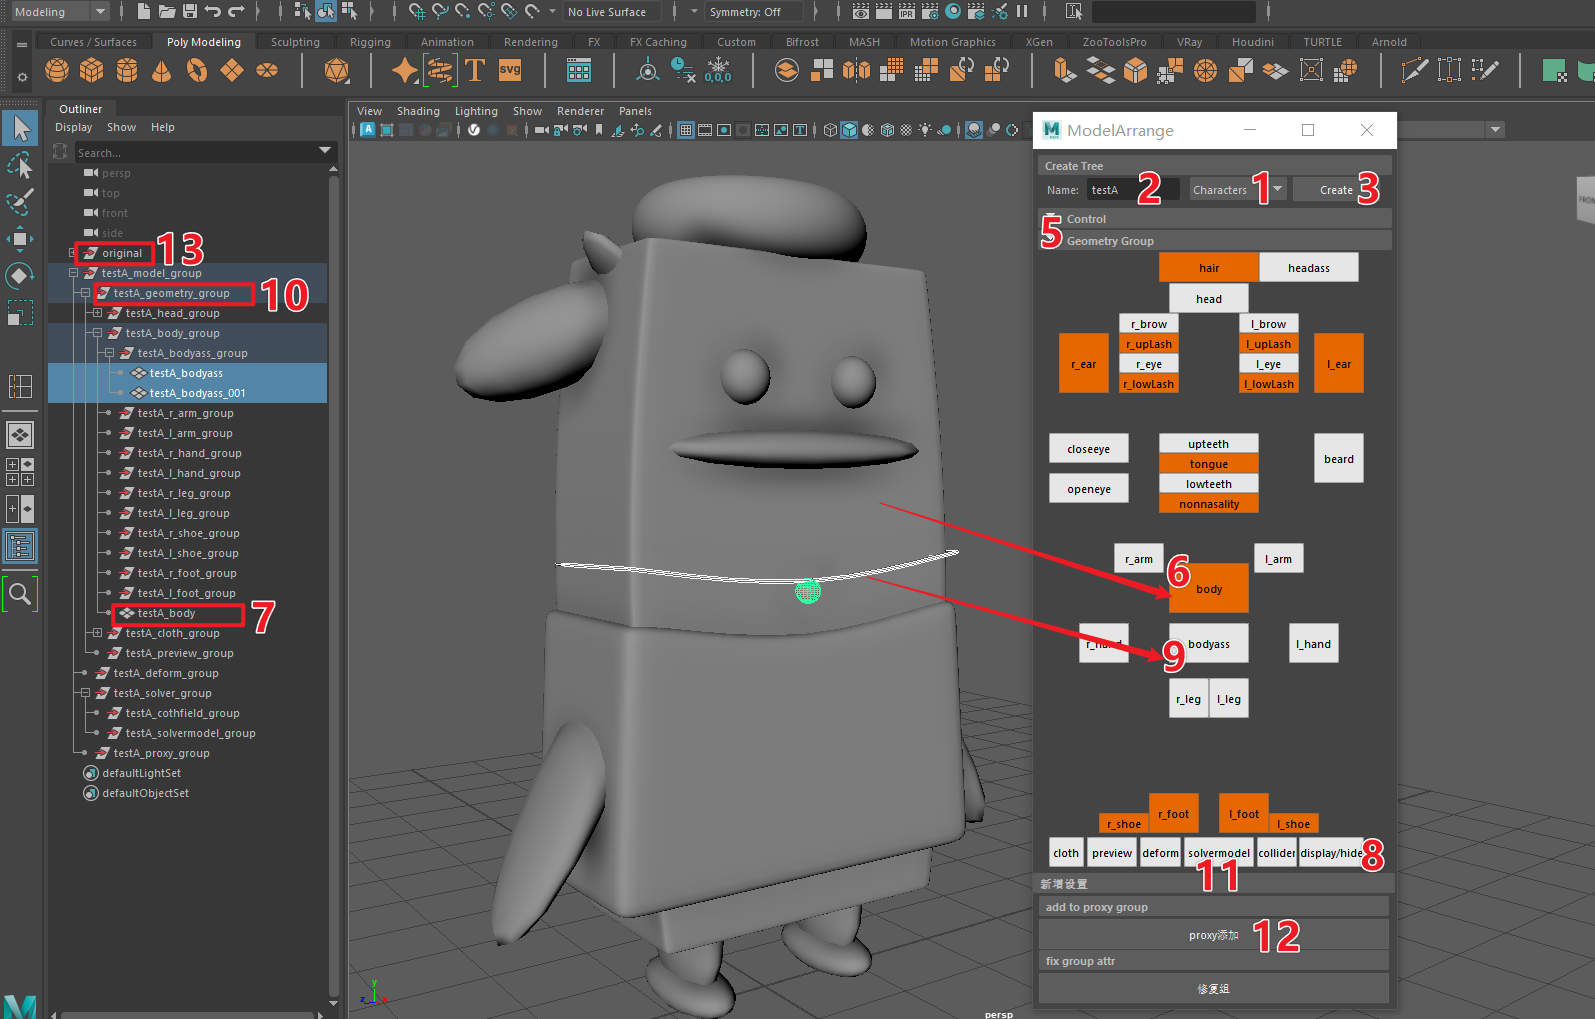 Modeling
No Live Surface
Symmetry: Off
IPR
Curves / Surfaces
Poly Modeling
Sculpting
Rigging
Animation
Rendering
FX
FX Caching
Custom
Bifrost
MASH
Motion Graphics
XGen
ZooToolsPro
VRay
Houdini
TURTLE
Arnold
T
SVG
0,0,0
Outliner
Display Show Help
Search...
persp
top
front
side
original
13
testA_model_group
testA_geometry_group
10
testA_head_group
testA_body_group
testA_bodyass_group
testA_bodyass
testA_bodyass_001
testA_r_arm_group
testA_l_arm_group
testA_r_hand_group
testA_l_hand_group
testA_r_leg_group
testA_l_leg_group
testA_r_shoe_group
testA_l_shoe_group
testA_r_foot_group
testA_l_foot_group
testA_body
7
testA_cloth_group
testA_preview_group
testA_deform_group
testA_solver_group
testA_cothfield_group
testA_solvermodel_group
testA_proxy_group
defaultLightSet
defaultObjectSet
View Shading Lighting Show Renderer Panels
y
z
x
persp
FRON
M ModelArrange
Create Tree
Name: testA 2 Characters 1 Create 3
Control
5
Geometry Group
hair headass
head
r_brow l_brow
r_upLash l_upLash
r_ear r_eye l_eye l_ear
r_lowLash l_lowLash
closeeye upteeth beard
tongue
openeye lowteeth
nonnasality
r_arm 6 l_arm
body
r_hand 9 bodyass l_hand
r_leg l_leg
r_foot l_foot
r_shoe l_shoe
cloth preview deform solvermodel collider display/hide 8
11
新增设置
add to proxy group
proxy添加 12
fix group attr
修复组